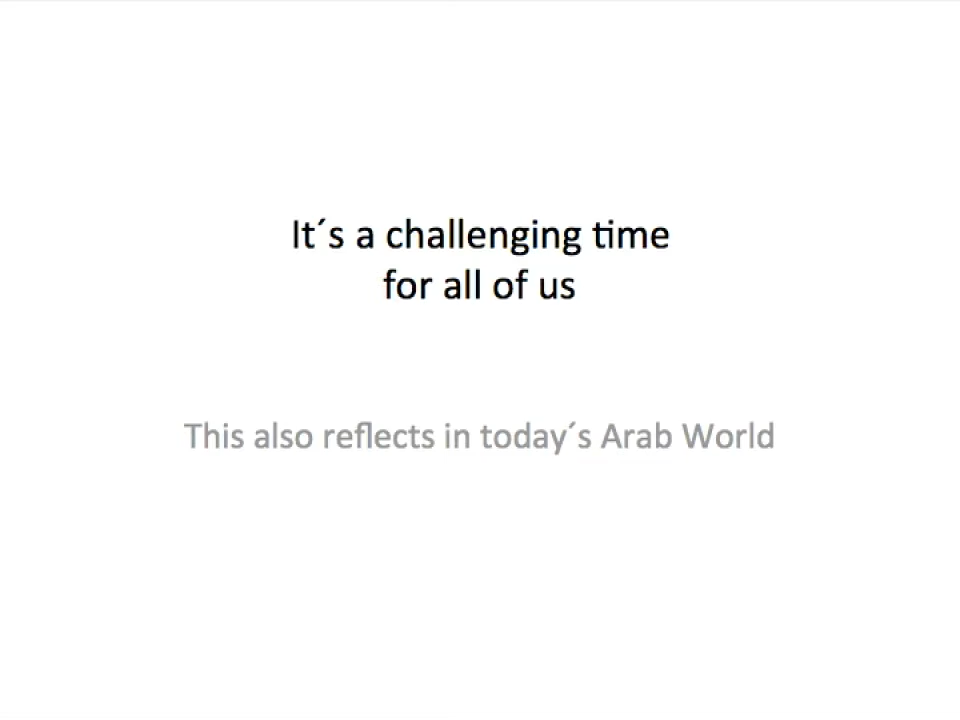 It´s a challenging time
for all of us
This also reflects in today´s Arab World